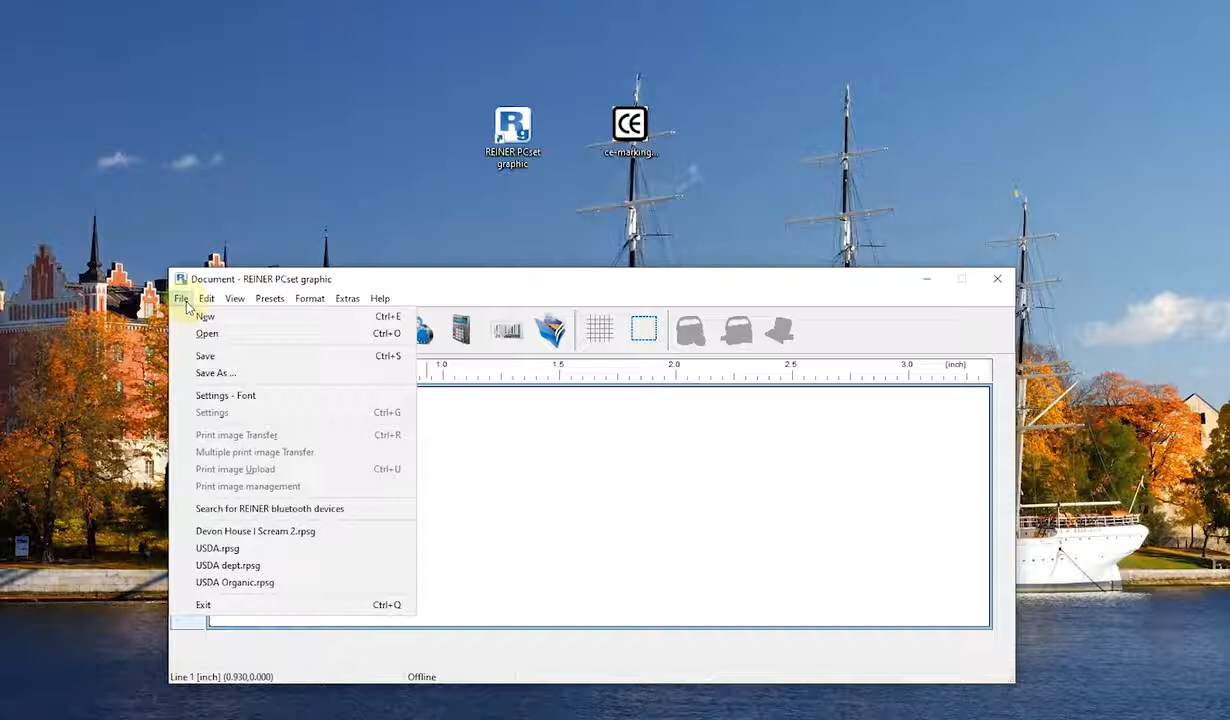 Rg
REINER PCset
graphic
CE
ce-marking...
Document - REINER PCset graphic
File Edit View Presets Format Extras Help
New Ctrl+E
Open Ctrl+O
Save Ctrl+S
Save As ...
Settings - Font
Settings Ctrl+G
Print image Transfer Ctrl+R
Multiple print image Transfer
Print image Upload Ctrl+U
Print image management
Search for REINER bluetooth devices
Devon House I Scream 2.rpsg
USDA.rpsg
USDA dept.rpsg
USDA Organic.rpsg
Exit Ctrl+Q
1.0 1.5 2.0 2.5 3.0 [inch]
Line 1 [inch] (0.930,0.000) Offline